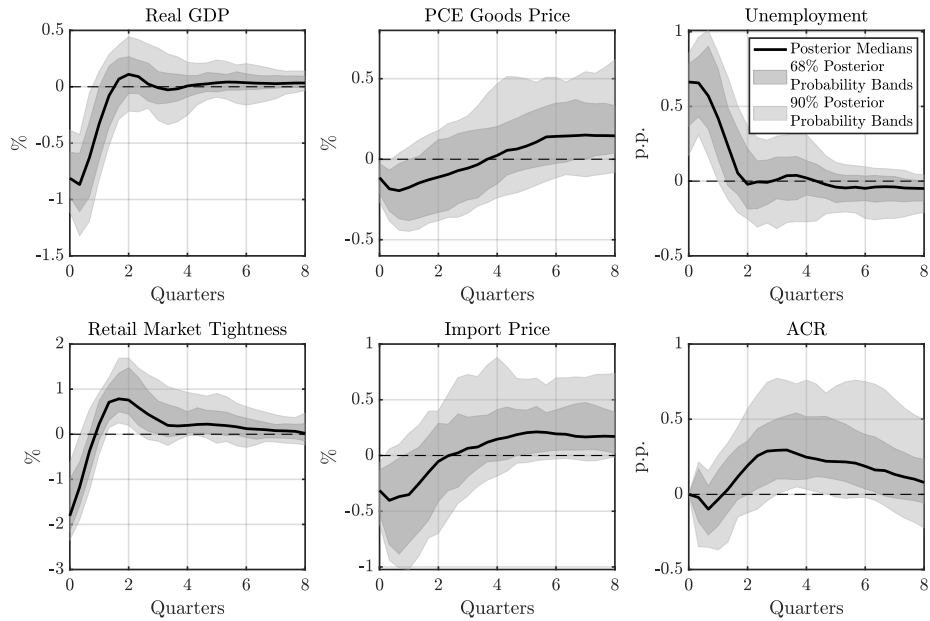 Real GDP
0.5
0
-0.5
-1
-1.5
%
0 2 4 6 8
Quarters
PCE Goods Price
0.5
0
-0.5
%
0 2 4 6 8
Quarters
Unemployment
1
0.5
0
-0.5
p.p.
Posterior Medians
68% Posterior
Probability Bands
90% Posterior
Probability Bands
0 2 4 6 8
Quarters
Retail Market Tightness
2
1
0
-1
-2
-3
%
0 2 4 6 8
Quarters
Import Price
1
0.5
0
-0.5
-1
%
0 2 4 6 8
Quarters
ACR
1
0.5
0
-0.5
p.p.
0 2 4 6 8
Quarters